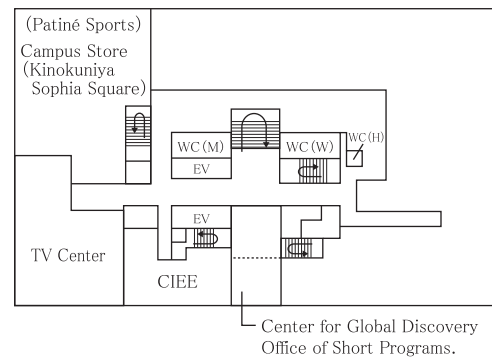 (Patiné Sports)
Campus Store
(Kinokuniya
Sophia Square)
WC(M)
WC(W)
WC(H)
EV
EV
TV Center
CIEE
Center for Global Discovery
Office of Short Programs.